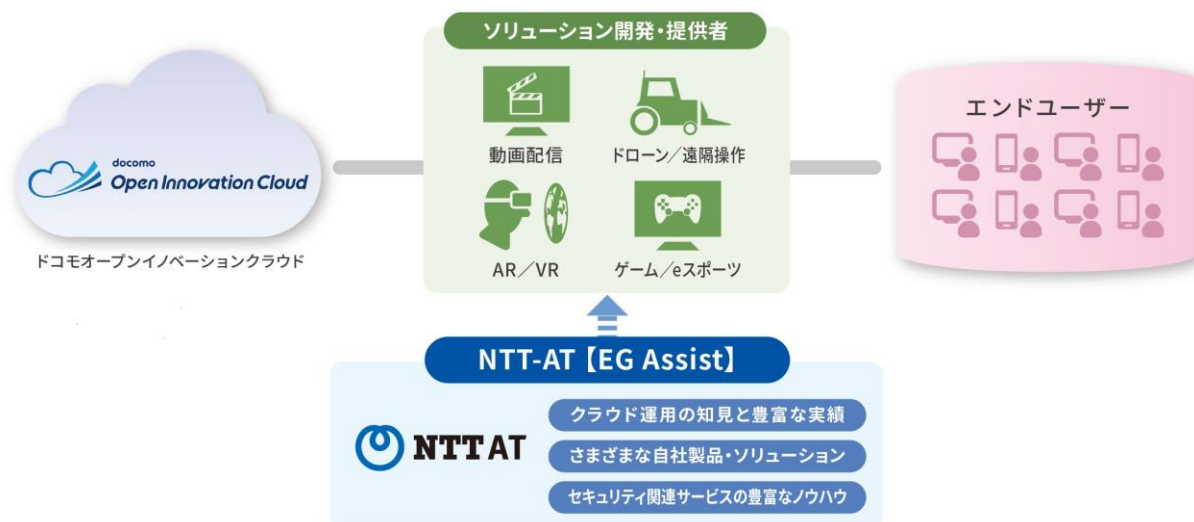 ソリューション開発・提供者
動画配信
ドローン／遠隔操作
AR／VR
ゲーム／eスポーツ
docomo
Open Innovation Cloud
ドコモオープンイノベーションクラウド
エンドユーザー
NTT-AT【EG Assist】
NTT AT
クラウド運用の知見と豊富な実績
さまざまな自社製品・ソリューション
セキュリティ関連サービスの豊富なノウハウ